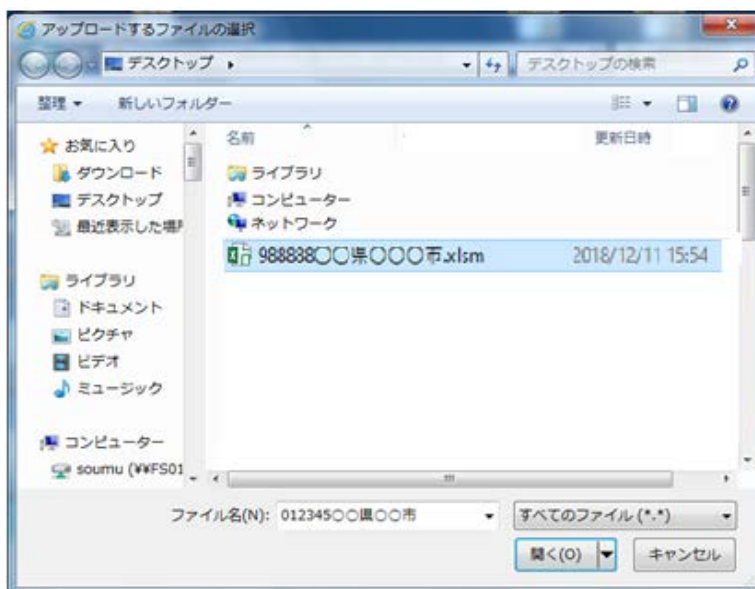 アップロードするファイルの選択
デスクトップ
デスクトップの検索
整理 新しいフォルダー
名前 更新日時
お気に入り
ダウンロード
デスクトップ
最近表示した場
ライブラリ
ドキュメント
ピクチャ
ビデオ
ミュージック
コンピューター
soumu (¥¥FS01
ライブラリ
コンピューター
ネットワーク
988888〇〇県〇〇〇市.xlsm 2018/12/11 15:54
ファイル名(N): 012345〇〇県〇〇市 すべてのファイル (*.*)
開く(O) キャンセル